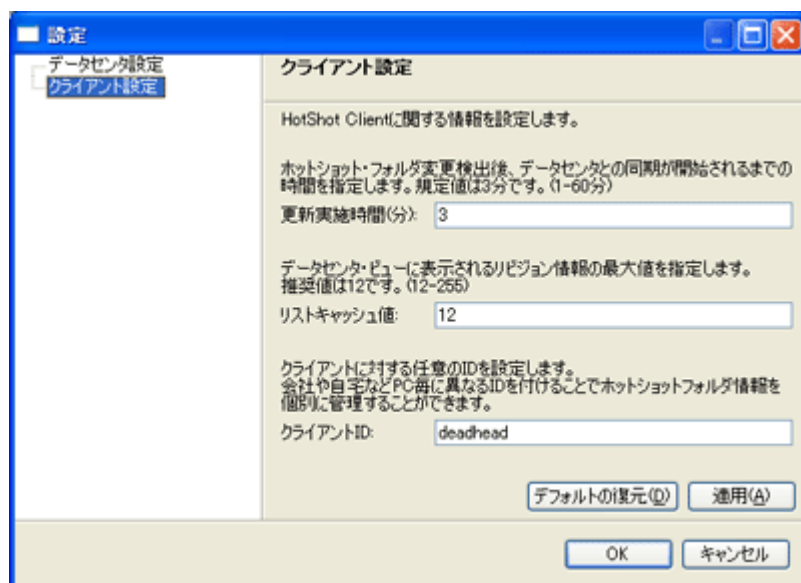 設定
データセンタ設定
クライアント設定
クライアント設定
HotShot Clientに関する情報を設定します。
ホットショット・フォルダ変更検出後、データセンタとの同期が開始されるまでの
時間を指定します。規定値は3分です。(1-60分)
更新実施時間(分): 3
データセンタ・ビューに表示されるリビジョン情報の最大値を指定します。
推奨値は12です。(12-255)
リストキャッシュ値: 12
クライアントに対する任意のIDを設定します。
会社や自宅などPC毎に異なるIDを付けることでホットショットフォルダ情報を
個別に管理することができます。
クライアントID: deadhead
デフォルトの復元(D) 適用(A)
OK キャンセル